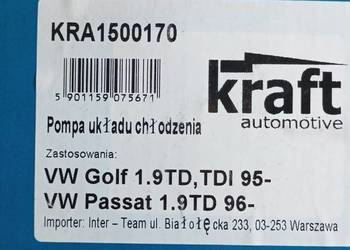 KRA1500170
5 901159 075671
kraft
automotive
Pompa układu chłodzenia
Zastosowania:
VW Golf 1.9TD,TDI 95-
VW Passat 1.9TD 96-
Importer: Inter - Team ul. Białołęcka 233, 03-253 Warszawa